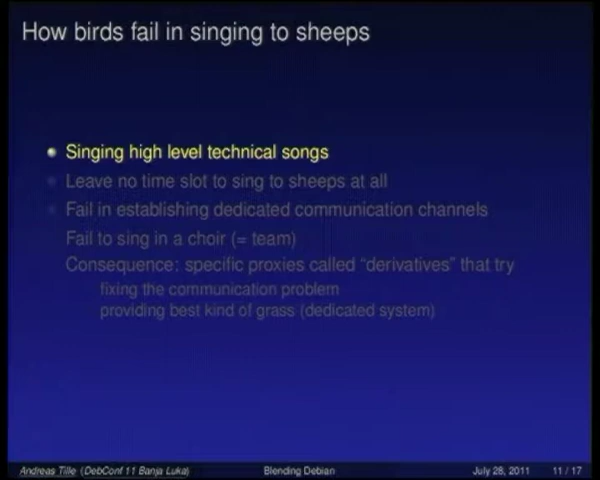 How birds fail in singing to sheeps
Singing high level technical songs
Leave no time slot to sing to sheeps at all
Fail in establishing dedicated communication channels
Fail to sing in a choir (= team)
Consequence: specific proxies called “derivatives” that try
fixing the communication problem
providing best kind of grass (dedicated system)
Andreas Tille (DebConf 11 Banja Luka) Blending Debian July 28, 2011 11 / 17